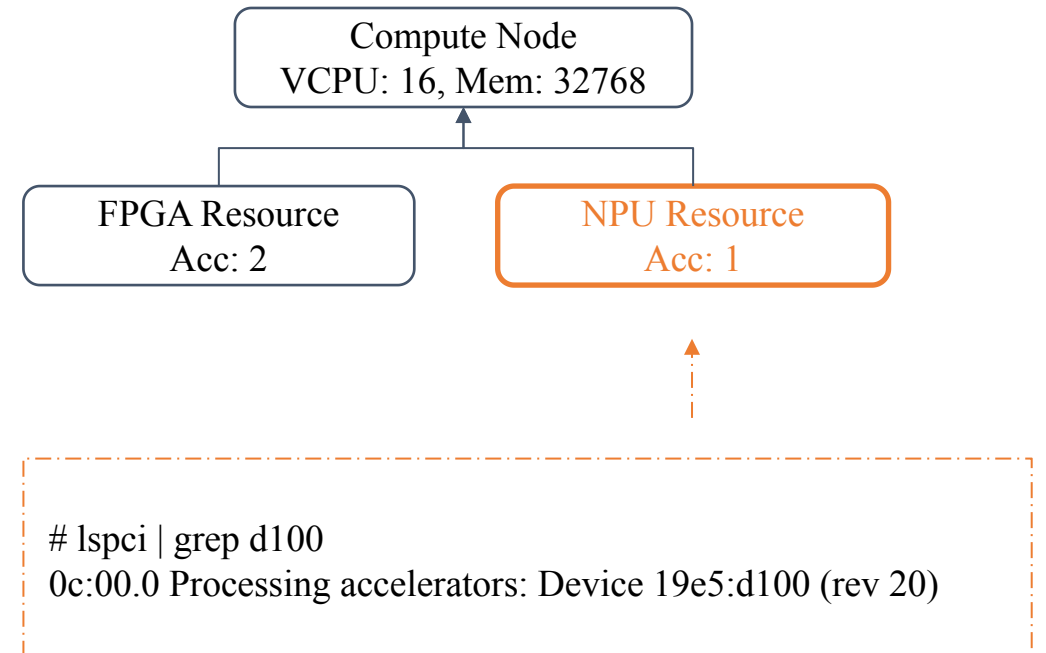 Compute Node
VCPU: 16, Mem: 32768
FPGA Resource
Acc: 2
NPU Resource
Acc: 1
# lspci | grep d100
0c:00.0 Processing accelerators: Device 19e5:d100 (rev 20)